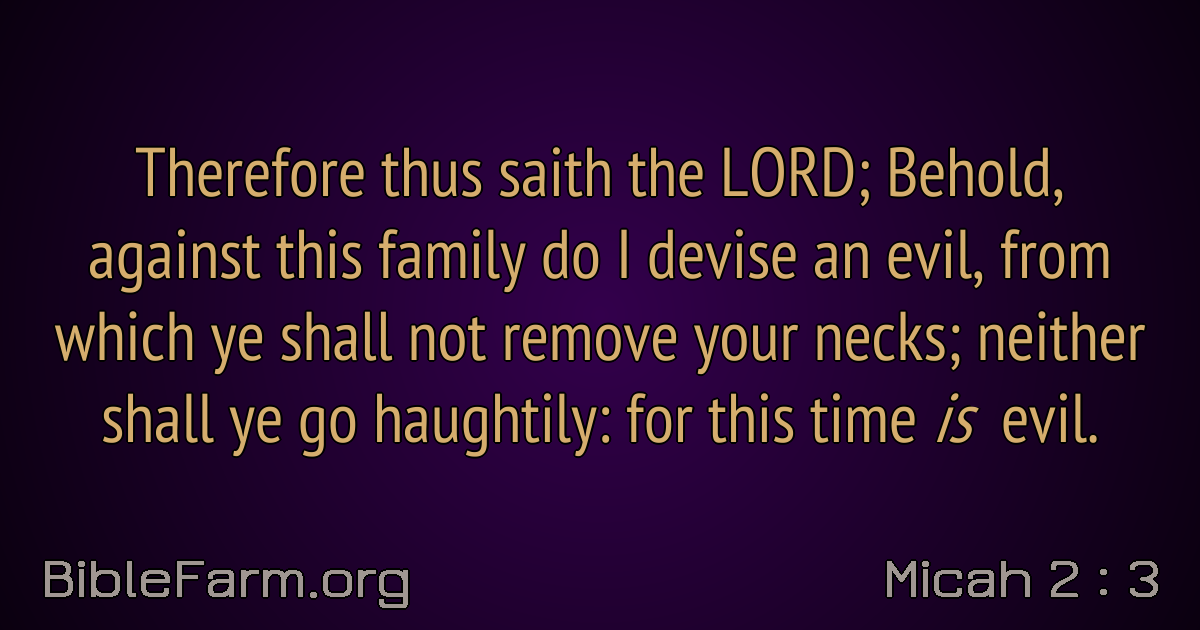 Therefore thus saith the LORD; Behold,
against this family do I devise an evil, from
which ye shall not remove your necks; neither
shall ye go haughtily: for this time is evil.
BibleFarm.org
Micah 2 : 3